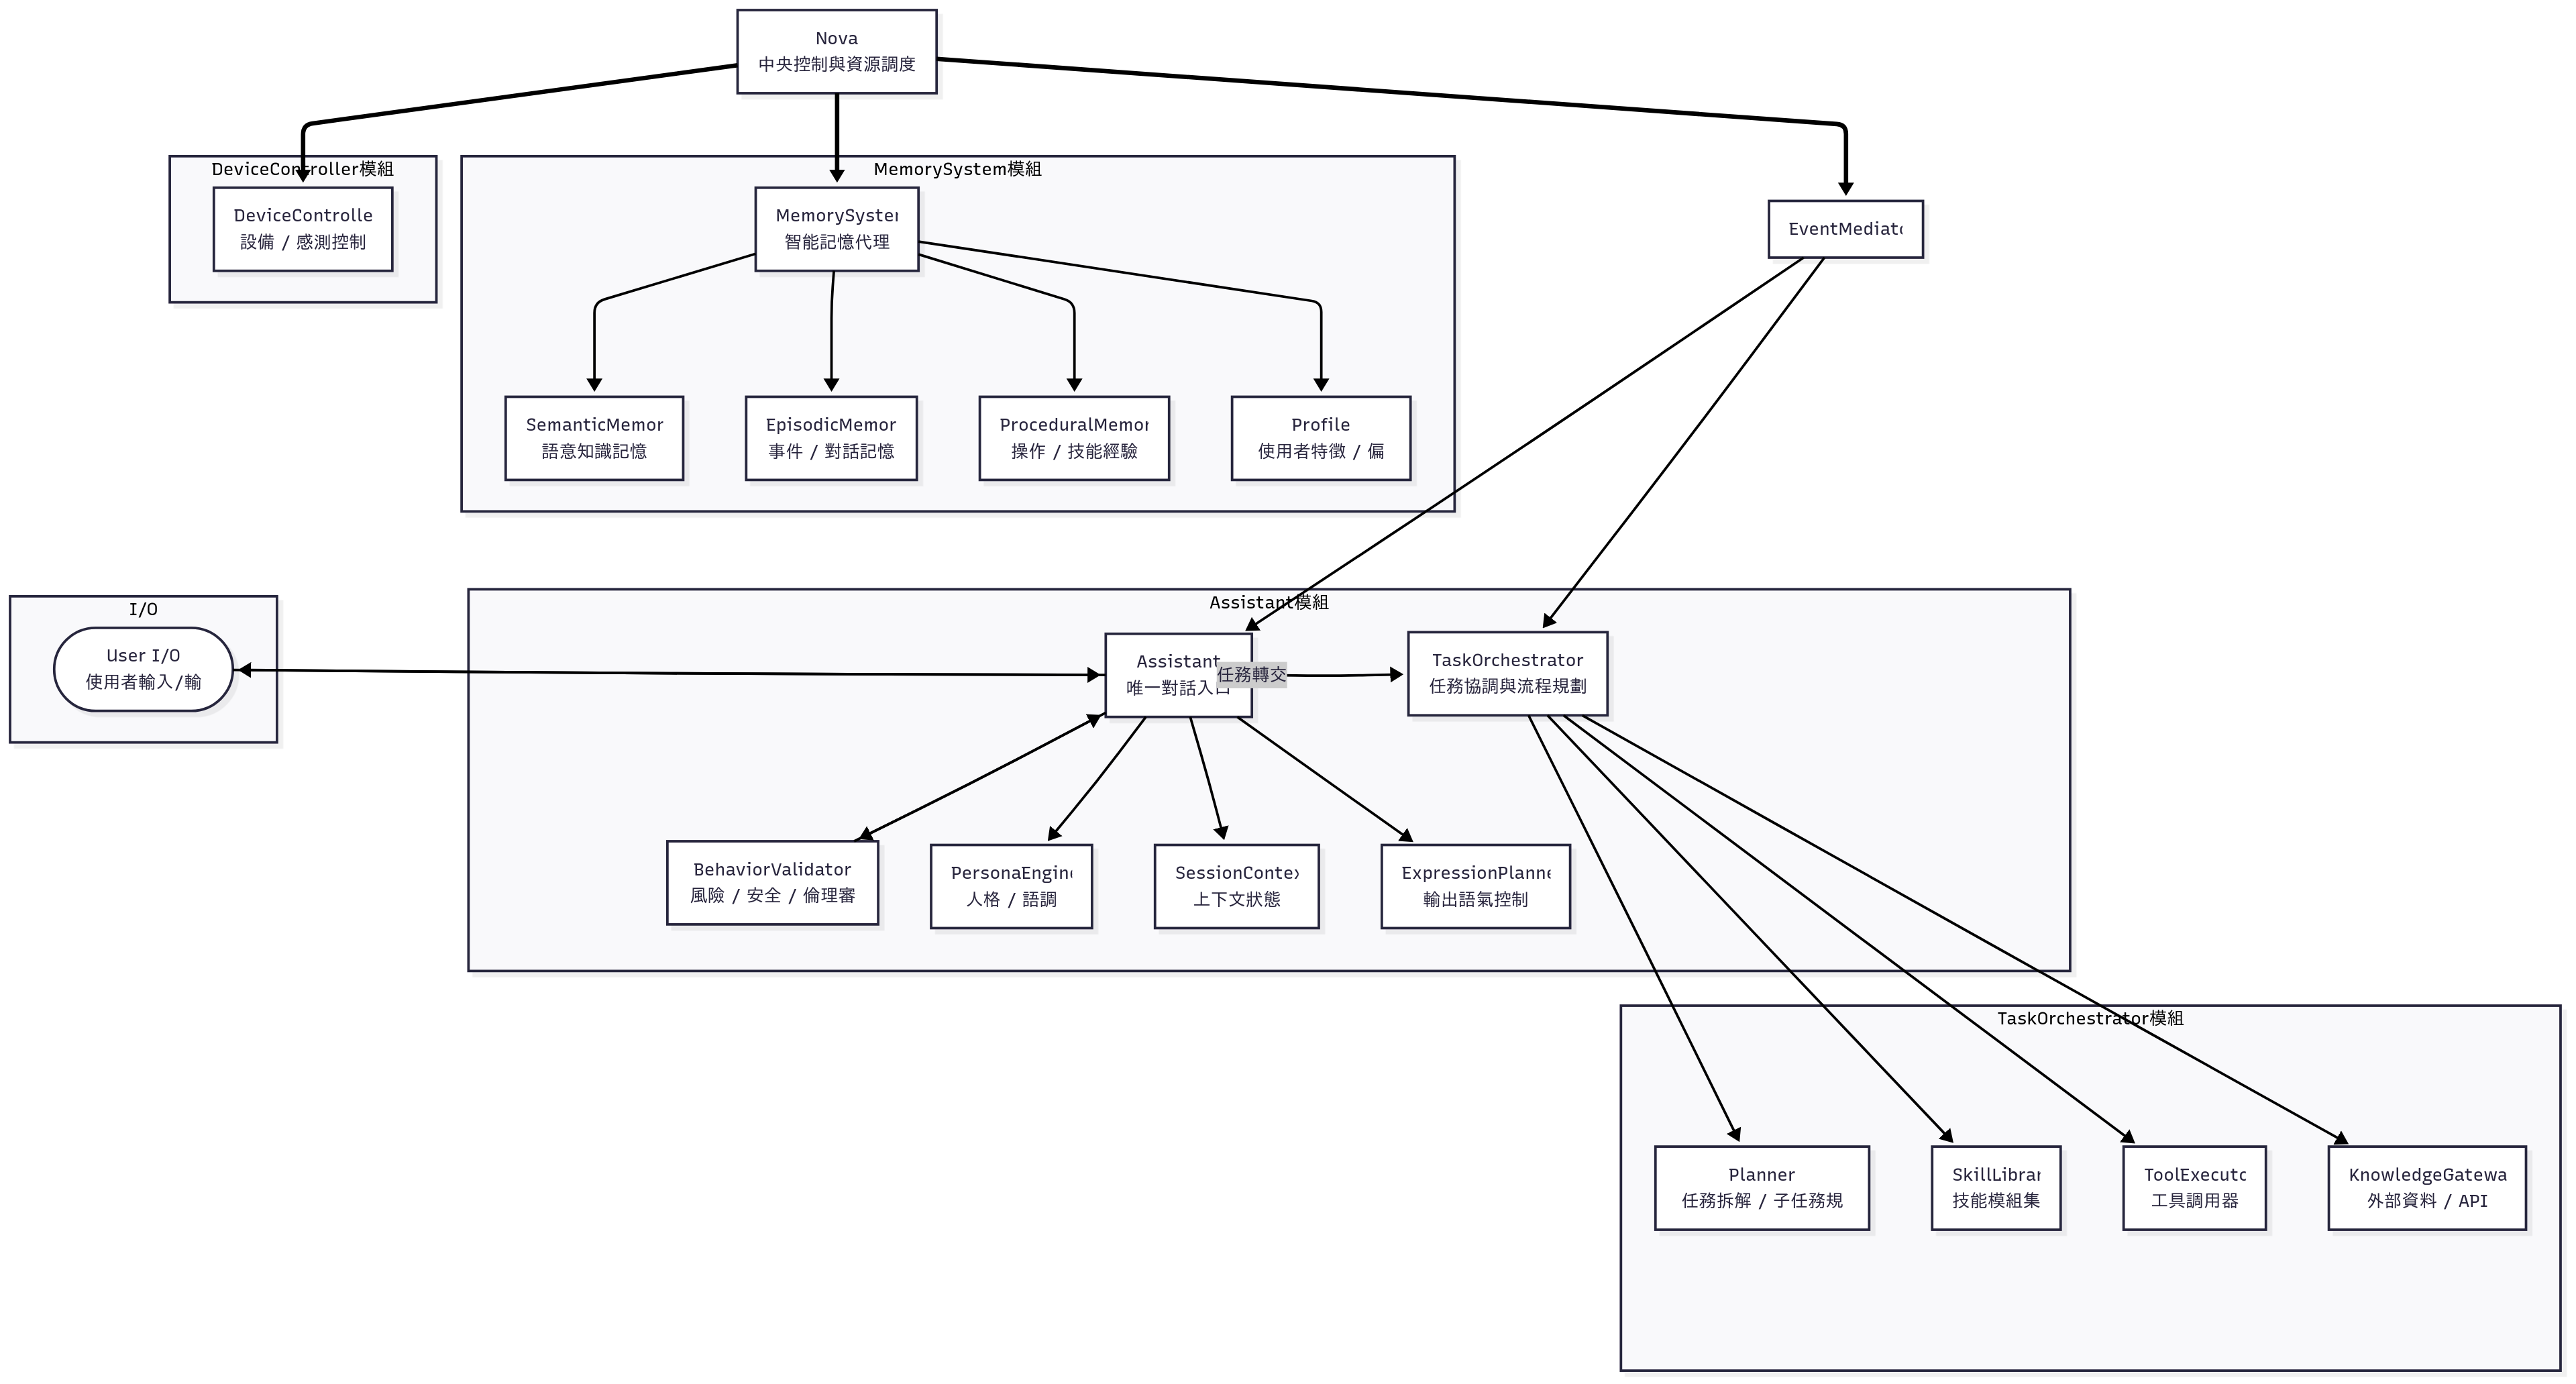 Nova
中央控制與資源調度
DeviceController模組
DeviceControlle
設備 / 感測控制
MemorySystem模組
MemorySyster
智能記憶代理
EventMediato
SemanticMemor
語意知識記憶
EpisodicMemor
事件 / 對話記憶
ProceduralMemor
操作 / 技能經驗
Profile
使用者特徵 / 偏
I/O
User I/O
使用者輸入/輸
Assistant模組
Assistant
唯一對話入口
任務轉交
TaskOrchestrator
任務協調與流程規劃
BehaviorValidator
風險 / 安全 / 倫理審
PersonaEngine
人格 / 語調
SessionContex
上下文狀態
ExpressionPlanne
輸出語氣控制
TaskOrchestrator模組
Planner
任務拆解 / 子任務規
SkillLibrar
技能模組集
ToolExecuto
工具調用器
KnowledgeGatewa
外部資料 / API